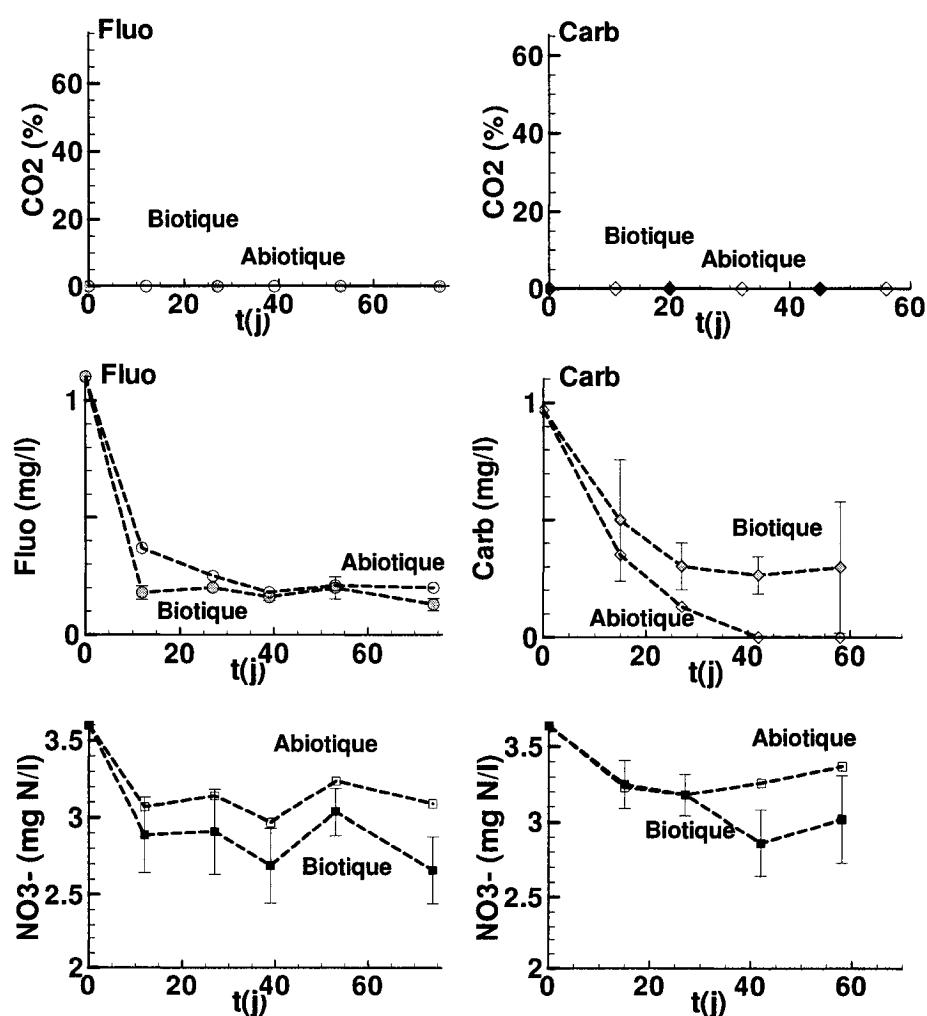 Fluo
CO2 (%)
60
40
20
0
Biotique
Abiotique
0 20 40 60
t(j)
Carb
CO2 (%)
60
40
20
0
Biotique
Abiotique
0 20 40 60
t(j)
Fluo
Fluo (mg/l)
1
0
Abiotique
Biotique
0 20 40 60
t(j)
Carb
Carb (mg/l)
1
0
Biotique
Abiotique
0 20 40 60
t(j)
NO3- (mg N/l)
3.5
3
2.5
2
Abiotique
Biotique
0 20 40 60
t(j)
NO3- (mg N/l)
3.5
3
2.5
2
Abiotique
Biotique
0 20 40 60
t(j)